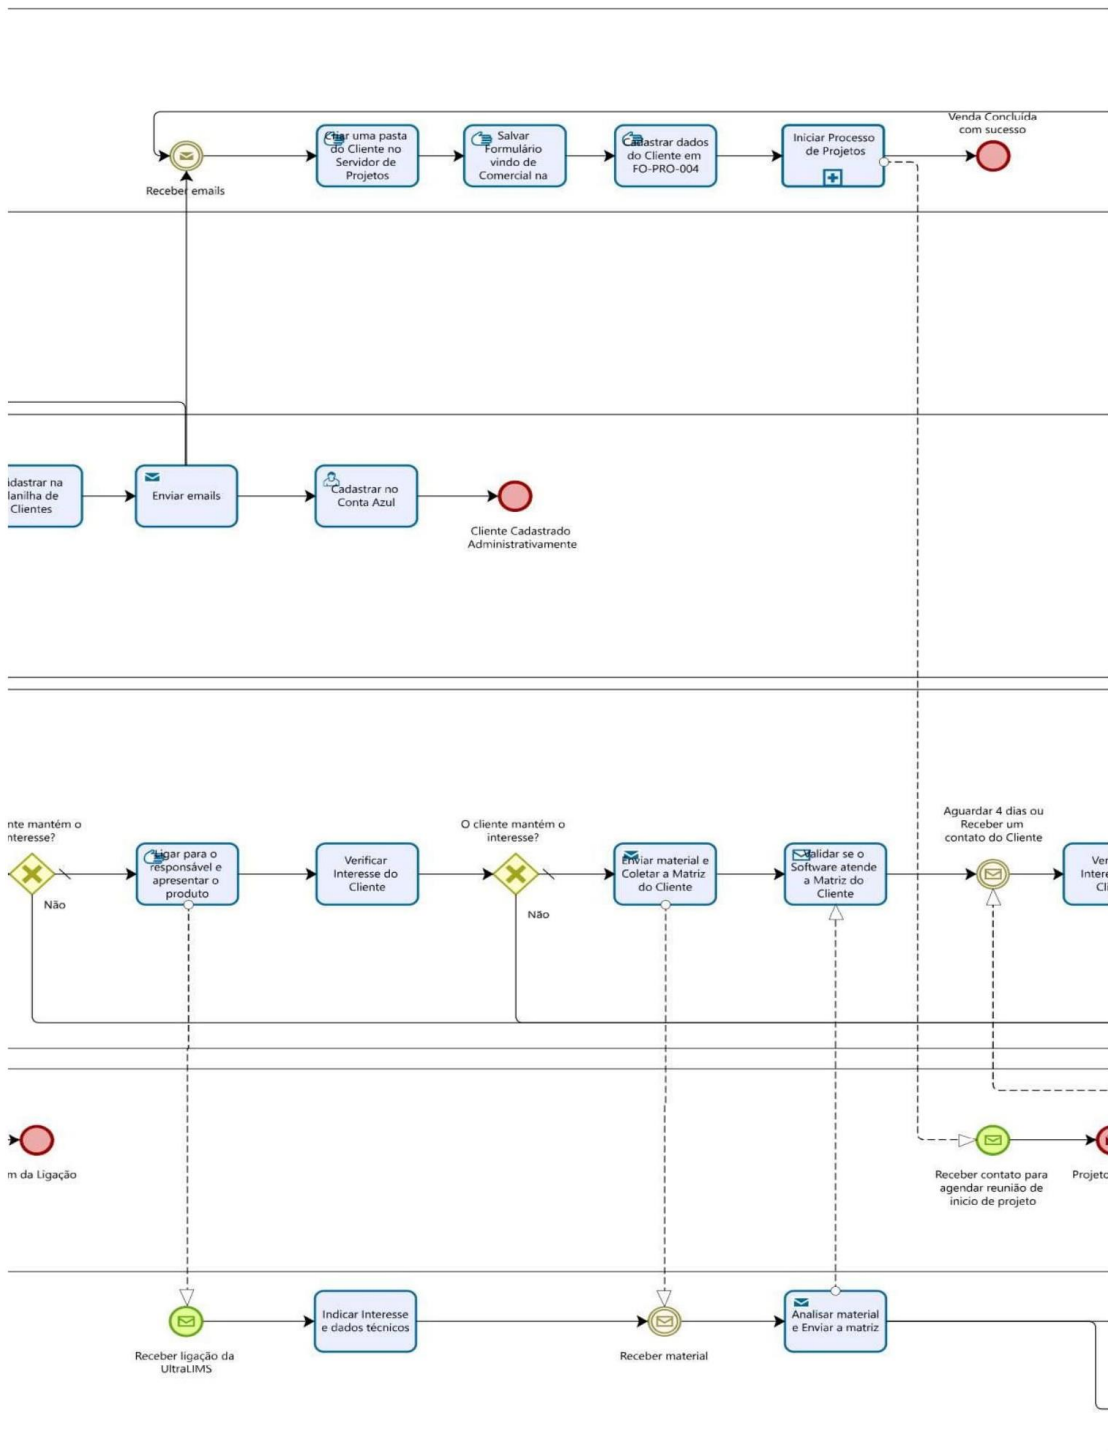 Venda Concluída
com sucesso
Criar uma pasta
do Cliente no
Servidor de
Projetos
Salvar
Formulário
vindo de
Comercial na
Cadastrar dados
do Cliente em
FO-PRO-004
Iniciar Processo
de Projetos
Receber emails
idastrar na
lanilha de
Clientes
Enviar emails
Cadastrar no
Conta Azul
Cliente Cadastrado
Administrativamente
nte mantém o
nteresse?
Não
Ligar para o
responsável e
apresentar o
produto
Verificar
Interesse do
Cliente
O cliente mantém o
interesse?
Não
Enviar material e
Coletar a Matriz
do Cliente
Validar se o
Software atende
a Matriz do
Cliente
Aguardar 4 dias ou
Receber um
contato do Cliente
Ver
Intere
Cli
m da Ligação
Receber contato para
agendar reunião de
inicio de projeto
Projeto
Receber ligação da
UltraLIMS
Indicar Interesse
e dados técnicos
Receber material
Analisar material
e Enviar a matriz